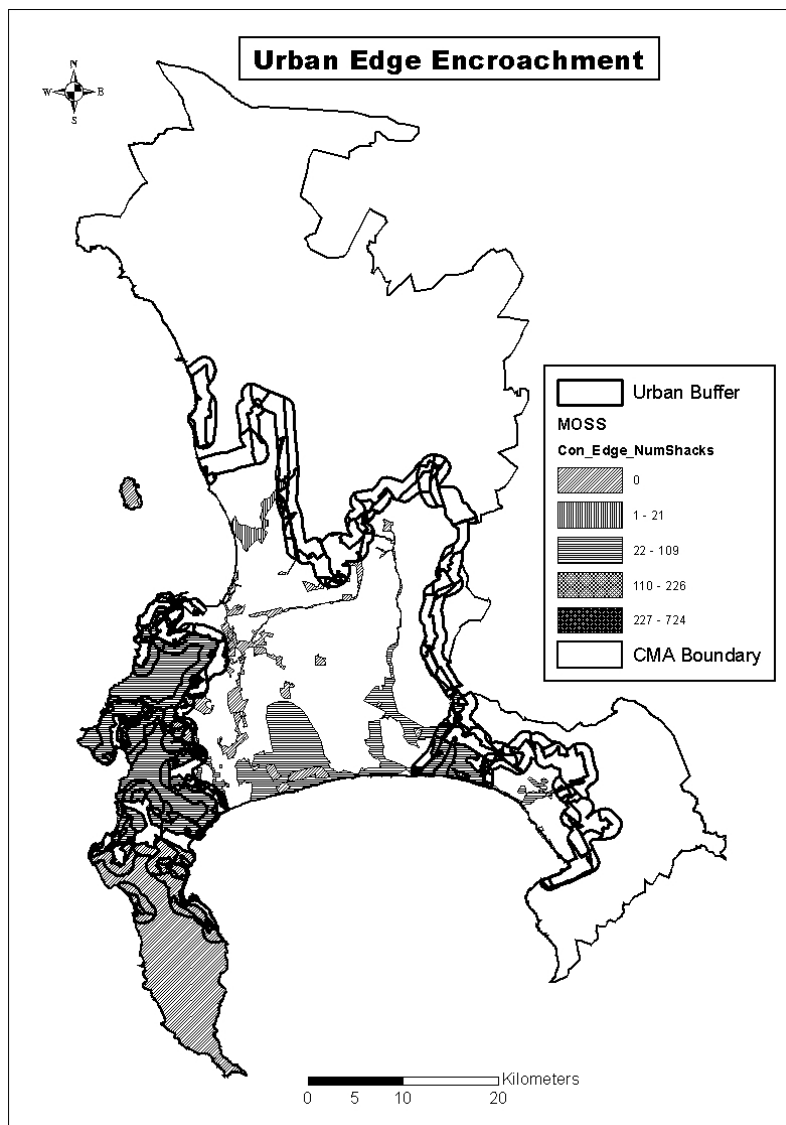 Urban Edge Encroachment
N
W E
S
Urban Buffer
MOSS
Con_Edge_NumShacks
0
1 - 21
22 - 109
110 - 226
227 - 724
CMA Boundary
Kilometers
0 5 10 20